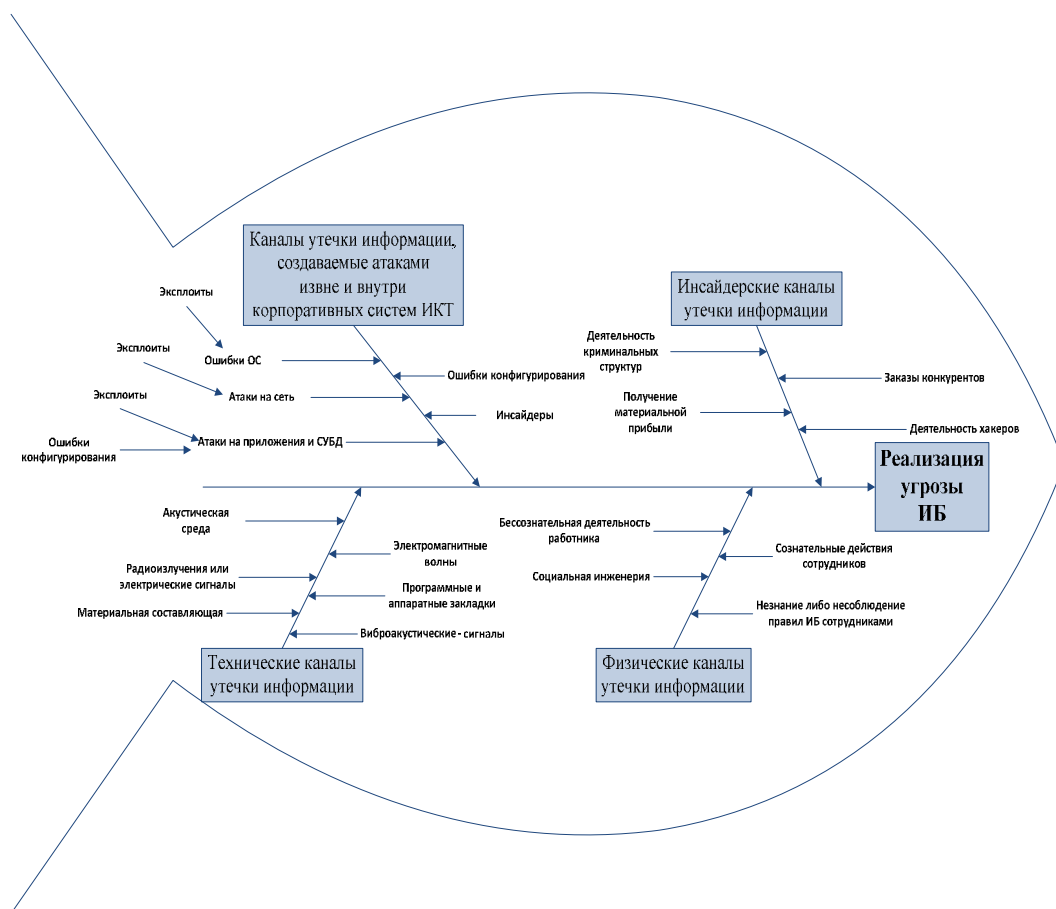 Каналы утечки информации,
создаваемые атаками
извне и внутри
корпоративных систем ИКТ
Эксплоиты
Ошибки ОС
Эксплоиты
Атаки на сеть
Эксплоиты
Атаки на приложения и СУБД
Ошибки
конфигурирования
Ошибки конфигурирования
Инсайдеры
Инсайдерские каналы
утечки информации
Деятельность
криминальных
структур
Заказы конкурентов
Получение
материальной
прибыли
Деятельность хакеров
Реализация
угрозы
ИБ
Акустическая
среда
Электромагнитные
волны
Радиоизлучения или
электрические сигналы
Программные и
аппаратные закладки
Материальная составляющая
Виброакустические - сигналы
Технические каналы
утечки информации
Бессознательная деятельность
работника
Сознательные действия
сотрудников
Социальная инженерия
Незнание либо несоблюдение
правил ИБ сотрудниками
Физические каналы
утечки информации